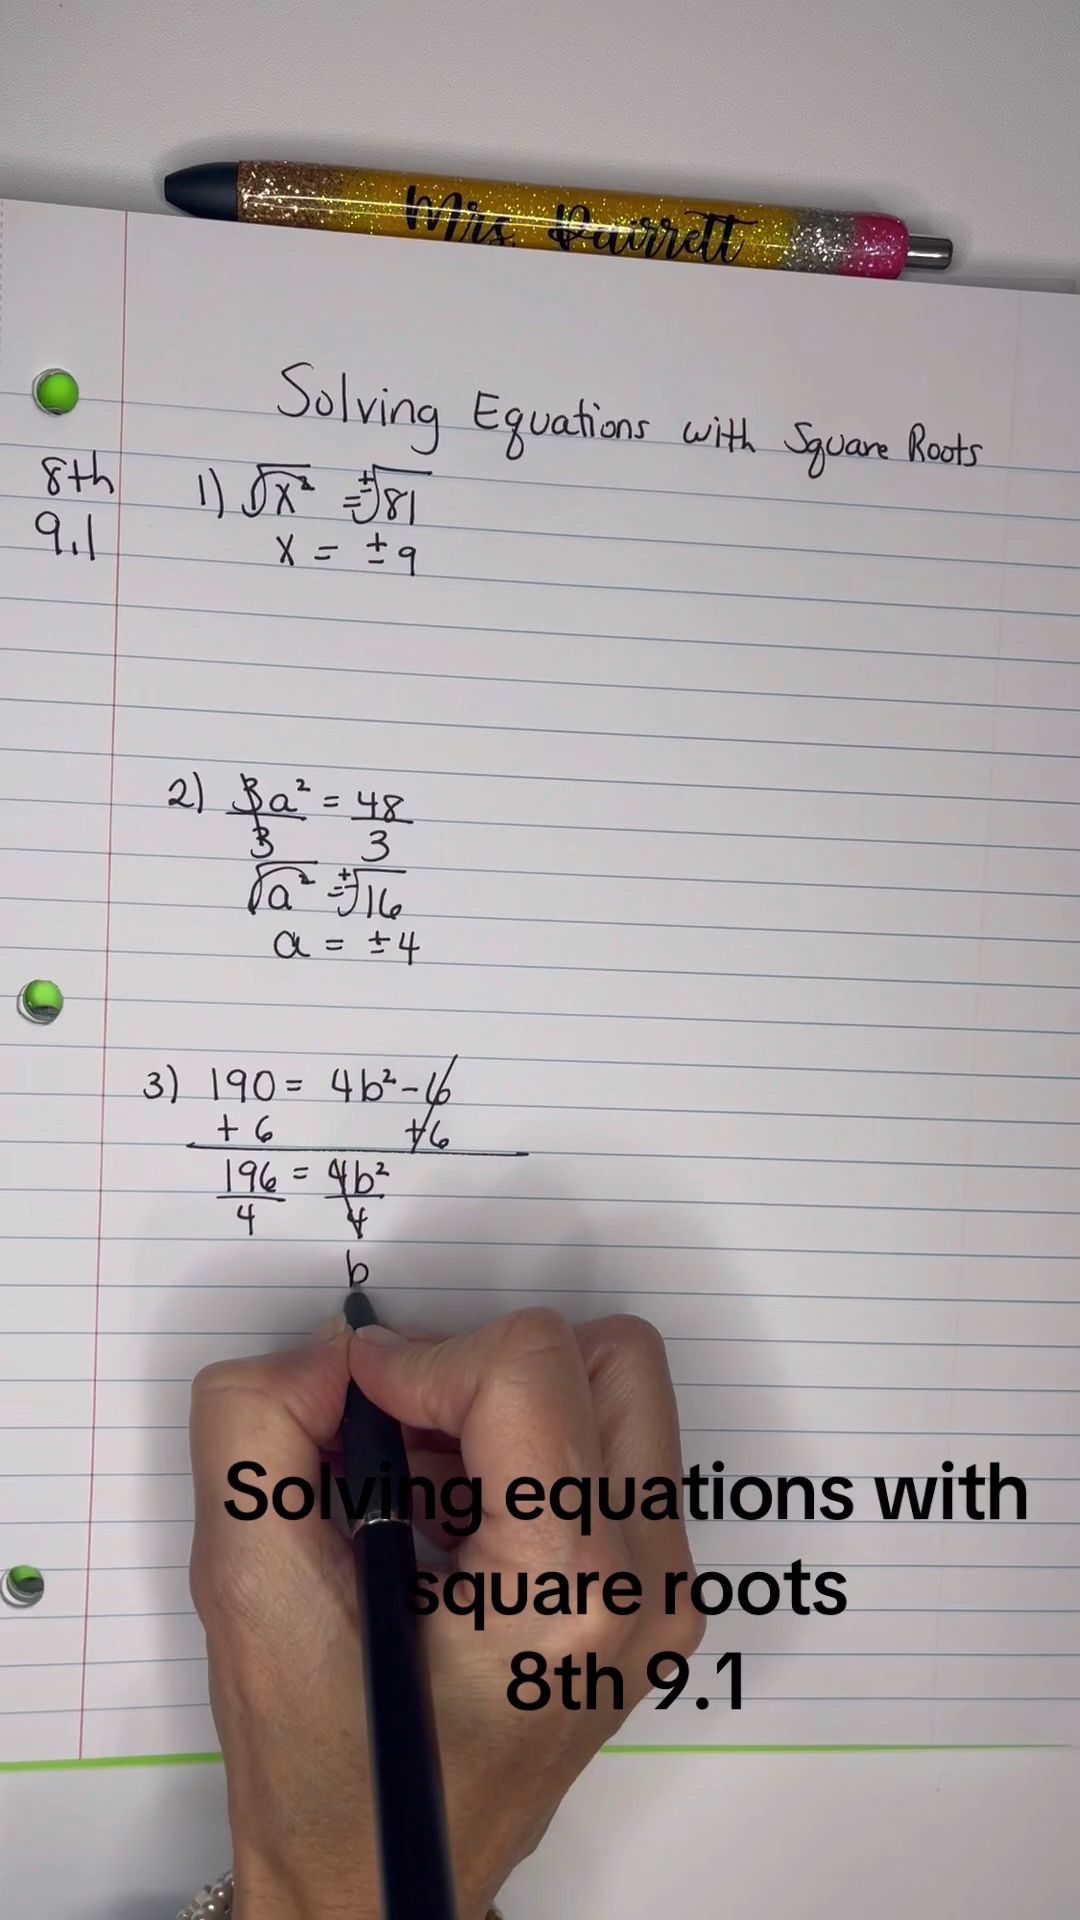 Mrs. Pairrett
Solving Equations with Square Roots
8th
9.1
1) √x² = ±√81
x = ±9
2) 3a² = 48
3 3
√a² = ±√16
a = ±4
3) 190 = 4b² - 6
+ 6 +6
196 = 4b²
4 4
b
Solving equations with
square roots
8th 9.1